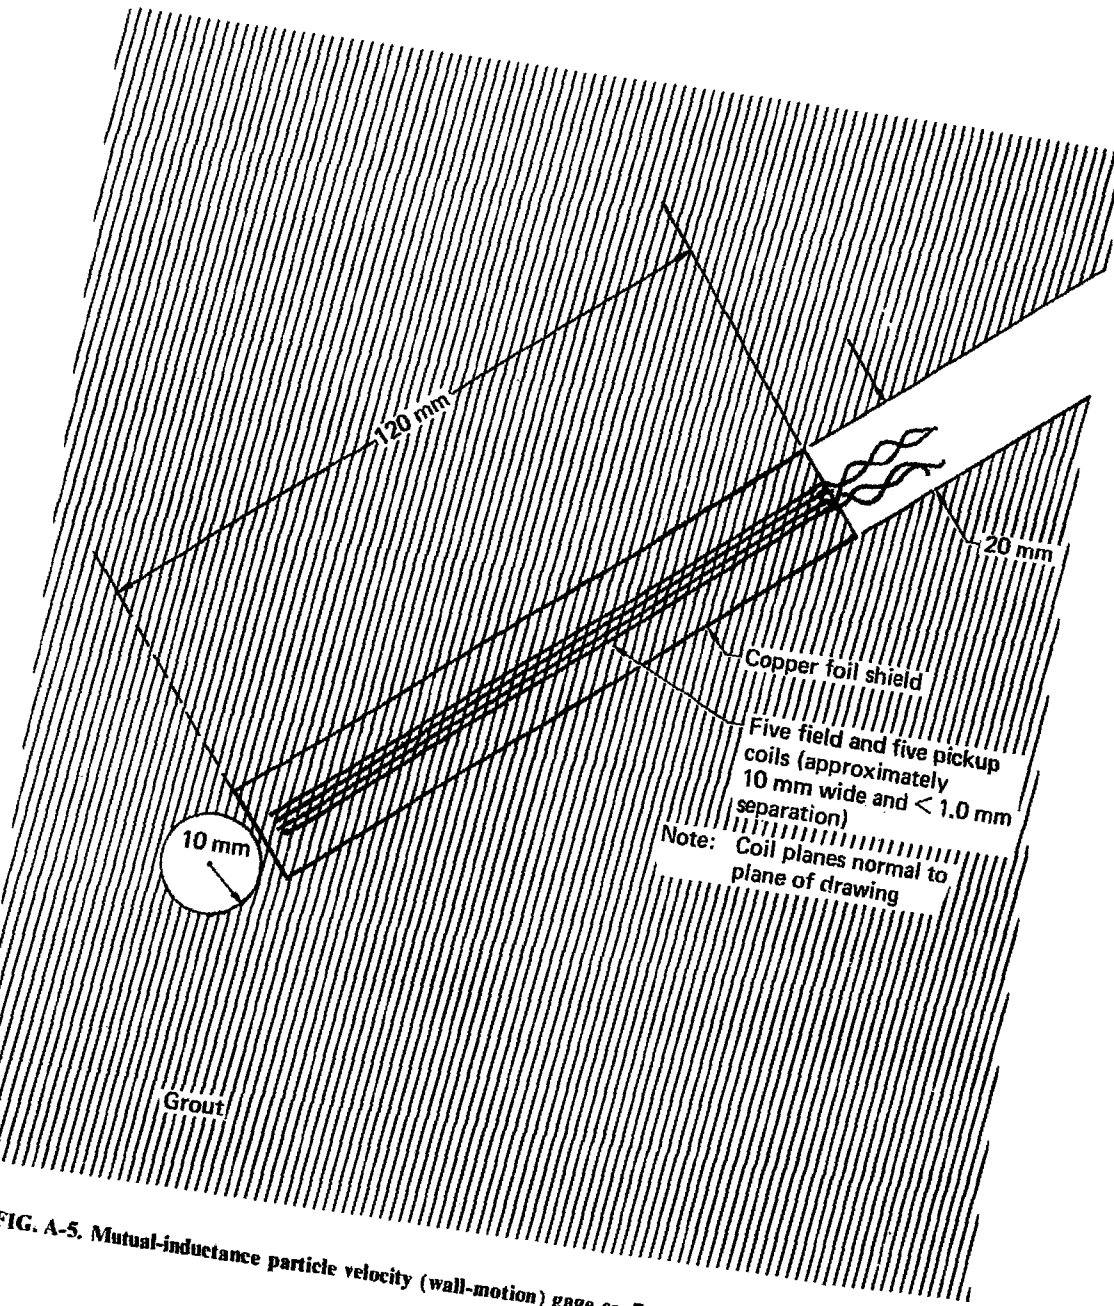 120 mm
20 mm
Copper foil shield
Five field and five pickup
coils (approximately
10 mm wide and < 1.0 mm
separation)
Note: Coil planes normal to
plane of drawing
10 mm
Grout
FIG. A-5. Mutual-inductance particle velocity (wall-motion) gage